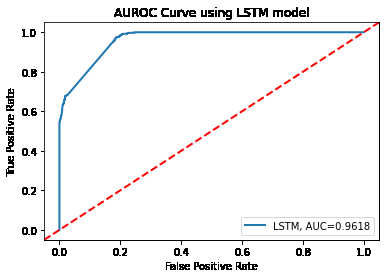 AUROC Curve using LSTM model
1.0
0.8
0.6
0.4
0.2
0.0
True Positive Rate
0.0 0.2 0.4 0.6 0.8 1.0
False Positive Rate
LSTM, AUC=0.9618